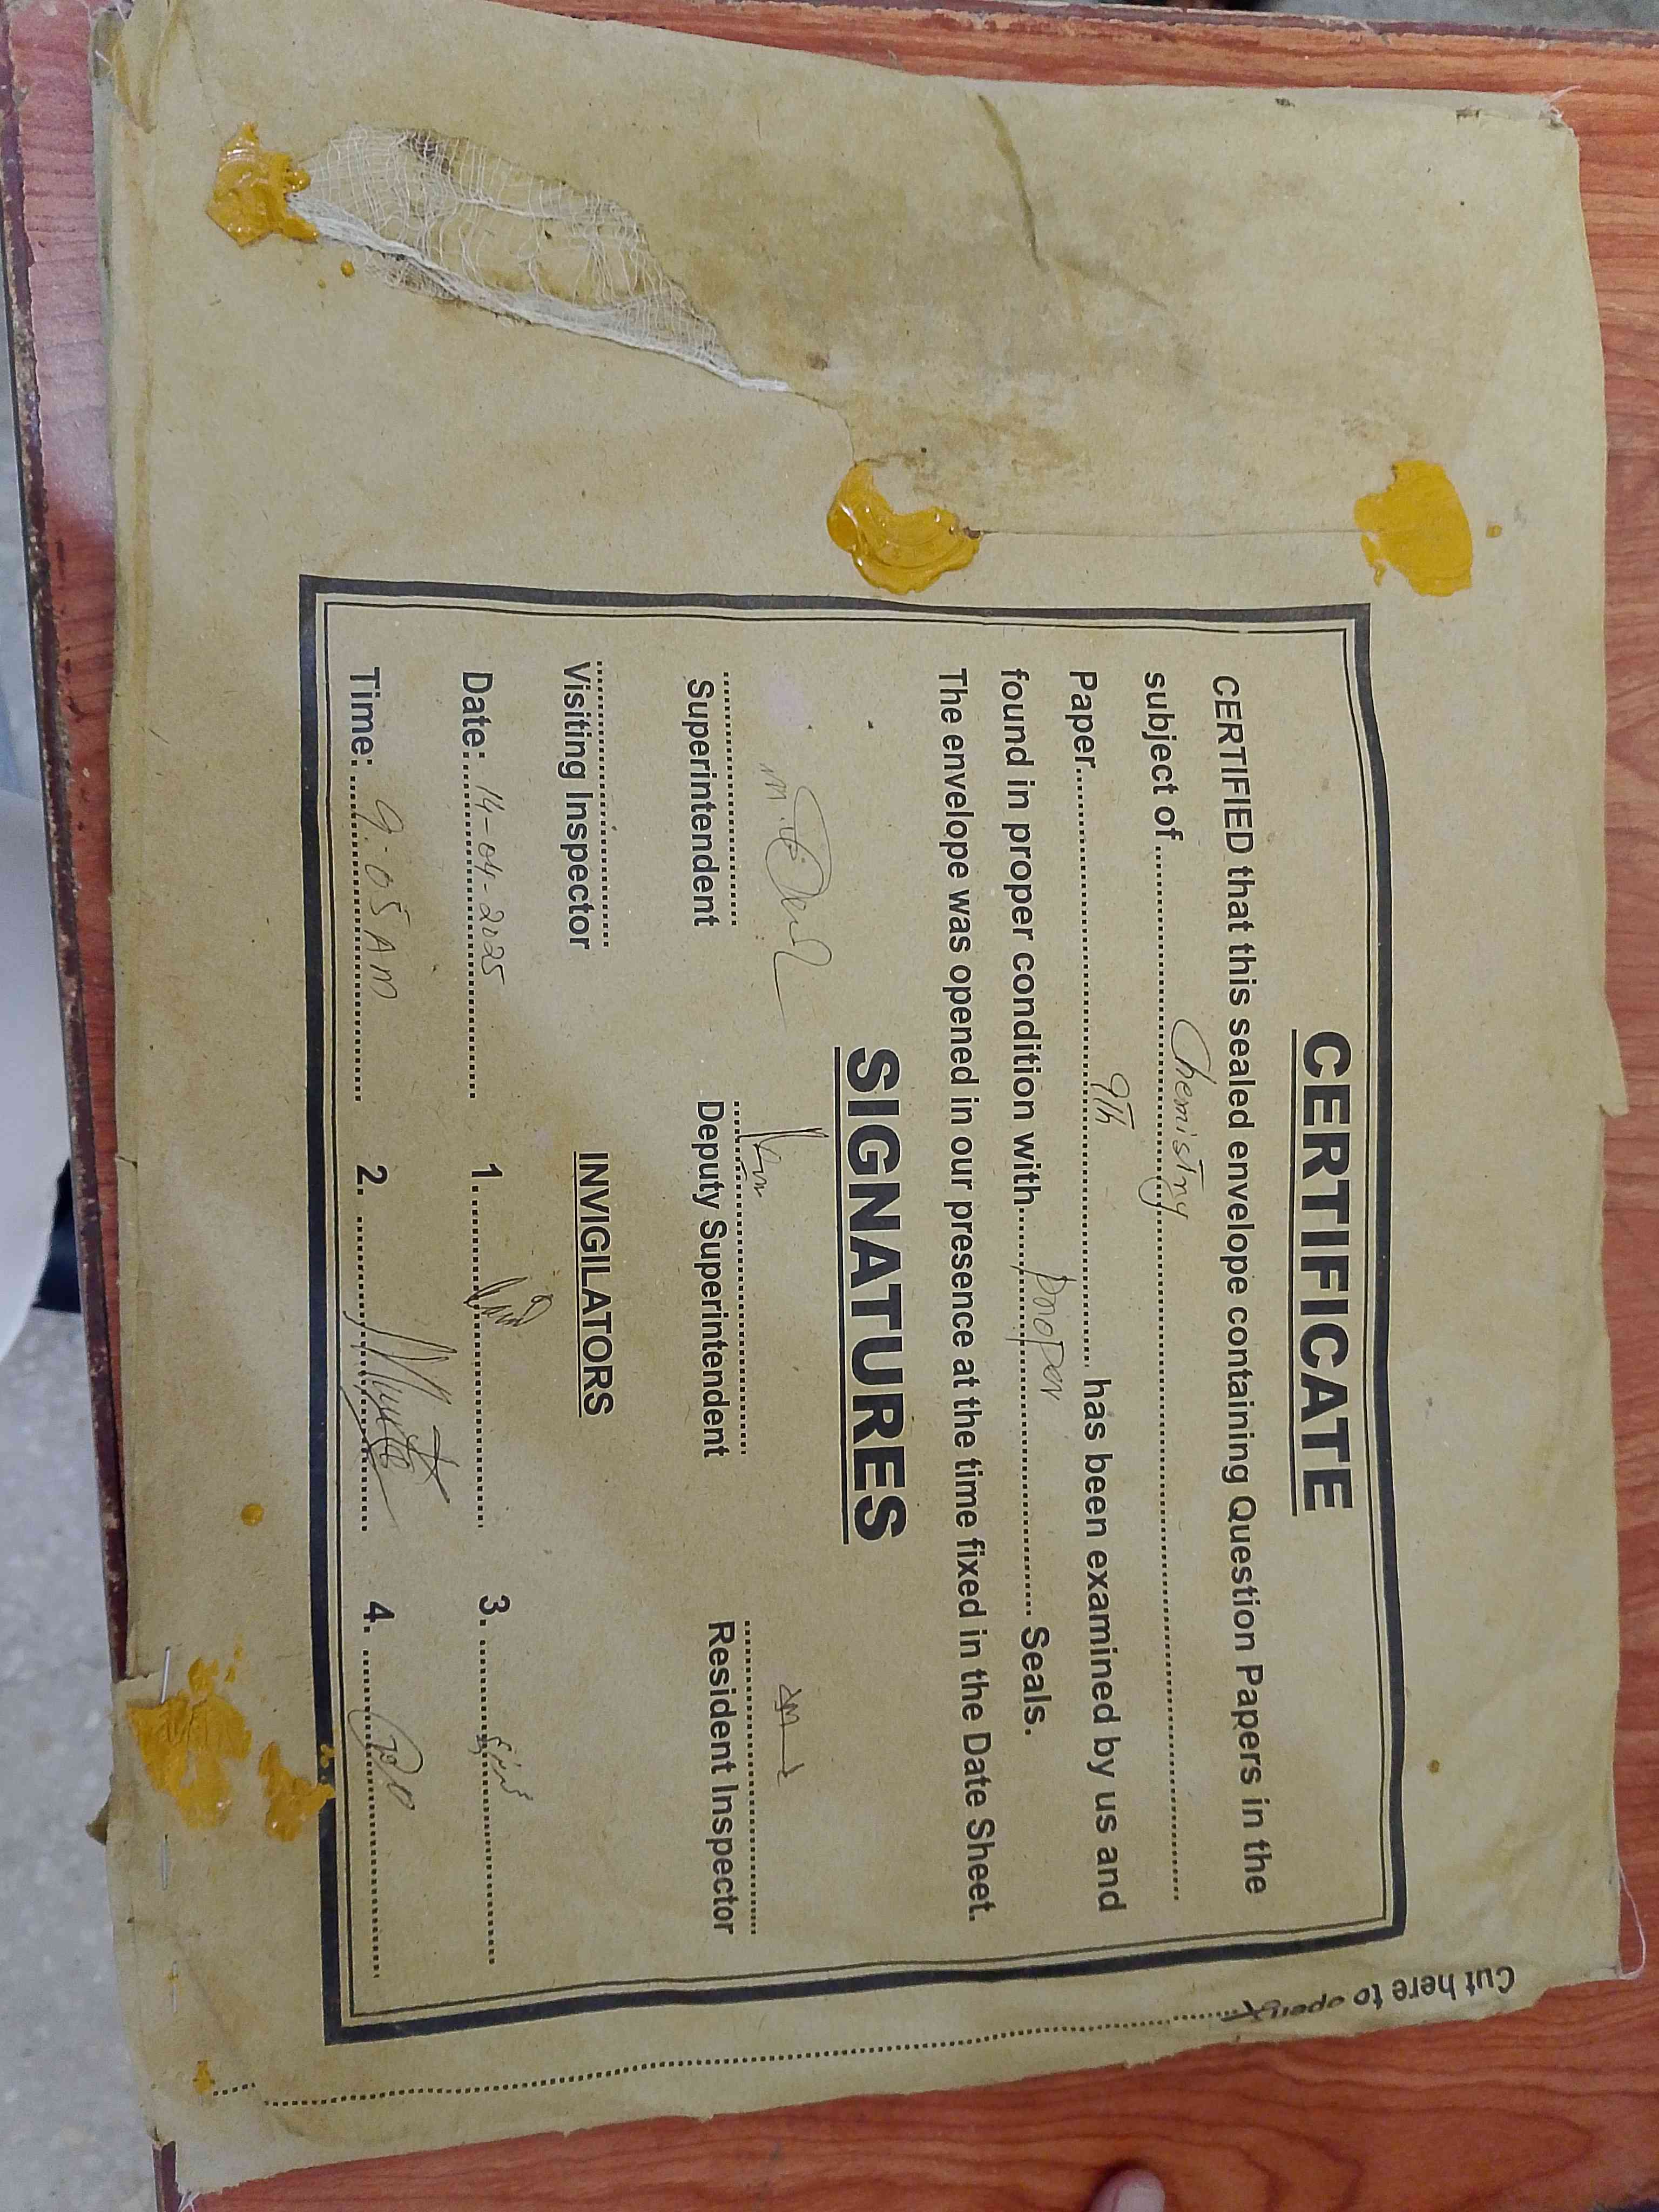 CERTIFICATE
CERTIFIED that this sealed envelope containing Question Papers in the
subject of.......... Chemistry ..........
Paper.......... 9Th .......... has been examined by us and
found in proper condition with.......... proper .......... Seals.
The envelope was opened in our presence at the time fixed in the Date Sheet.
SIGNATURES
Superintendent Deputy Superintendent Resident Inspector
Visiting Inspector
INVIGILATORS
Date: 14-04-2025 1. 3.
Time: 9.05 AM 2. 4.
Cut here to open